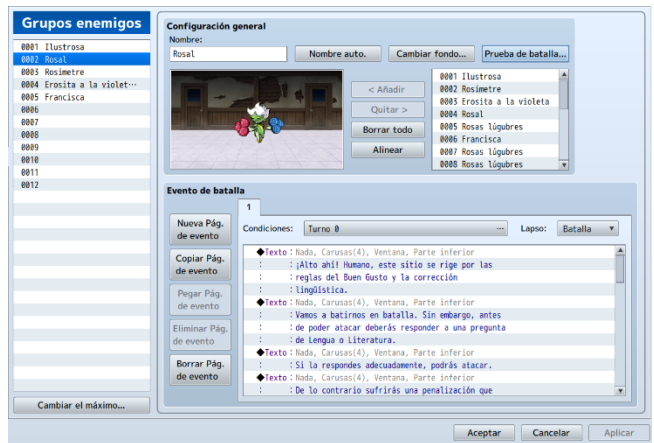 Grupos enemigos
0001 Ilustrosa
0002 Rosal
0003 Rosimetre
0004 Erosita a la violet…
0005 Francisca
0006
0007
0008
0009
0010
0011
0012
Cambiar el máximo...
Configuración general
Nombre:
Rosal
Nombre auto.
Cambiar fondo...
Prueba de batalla...
< Añadir
Quitar >
Borrar todo
Alinear
0001 Ilustrosa
0002 Rosimetre
0003 Erosita a la violeta
0004 Rosal
0005 Rosas lúgubres
0006 Francisca
0007 Rosas lúgubres
0008 Rosas lúgubres
Evento de batalla
1
Nueva Pág.
de evento
Copiar Pág.
de evento
Pegar Pág.
de evento
Eliminar Pág.
de evento
Borrar Pág.
de evento
Condiciones: Turno 0 ... Lapso: Batalla
◆Texto：Nada, Carusas(4), Ventana, Parte inferior
：　：¡Alto ahí! Humano, este sitio se rige por las
：　：reglas del Buen Gusto y la corrección
：　：lingüística.
◆Texto：Nada, Carusas(4), Ventana, Parte inferior
：　：Vamos a batirnos en batalla. Sin embargo, antes
：　：de poder atacar deberás responder a una pregunta
：　：de Lengua o Literatura.
◆Texto：Nada, Carusas(4), Ventana, Parte inferior
：　：Si la respondes adecuadamente, podrás atacar.
◆Texto：Nada, Carusas(4), Ventana, Parte inferior
：　：De lo contrario sufrirás una penalización que
Aceptar
Cancelar
Aplicar